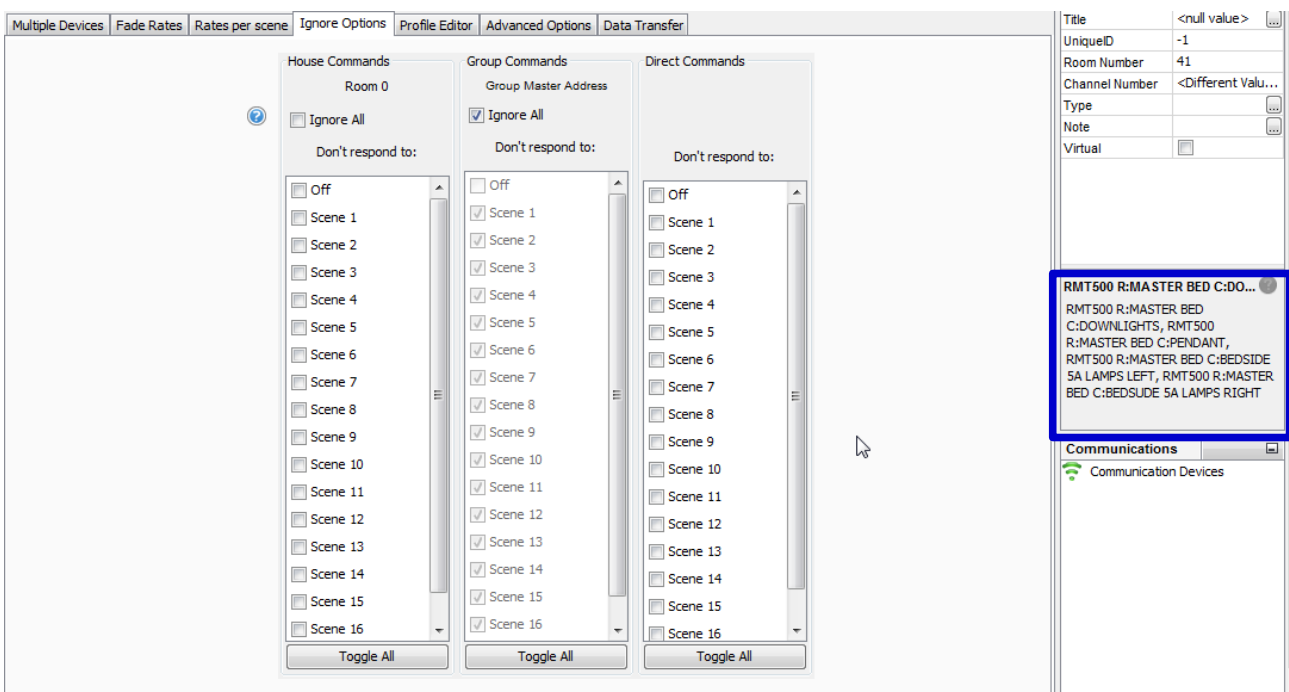 Multiple Devices Fade Rates Rates per scene Ignore Options Profile Editor Advanced Options Data Transfer
House Commands
Room 0
Ignore All
Don't respond to:
Off
Scene 1
Scene 2
Scene 3
Scene 4
Scene 5
Scene 6
Scene 7
Scene 8
Scene 9
Scene 10
Scene 11
Scene 12
Scene 13
Scene 14
Scene 15
Scene 16
Toggle All
Group Commands
Group Master Address
Ignore All
Don't respond to:
Off
Scene 1
Scene 2
Scene 3
Scene 4
Scene 5
Scene 6
Scene 7
Scene 8
Scene 9
Scene 10
Scene 11
Scene 12
Scene 13
Scene 14
Scene 15
Scene 16
Toggle All
Direct Commands
Don't respond to:
Off
Scene 1
Scene 2
Scene 3
Scene 4
Scene 5
Scene 6
Scene 7
Scene 8
Scene 9
Scene 10
Scene 11
Scene 12
Scene 13
Scene 14
Scene 15
Scene 16
Toggle All
Title <null value> ...
UniqueID -1
Room Number 41
Channel Number <Different Valu...
Type ...
Note ...
Virtual
RMT500 R:MASTER BED C:DO... ?
RMT500 R:MASTER BED
C:DOWNLIGHTS, RMT500
R:MASTER BED C:PENDANT,
RMT500 R:MASTER BED C:BEDSIDE
5A LAMPS LEFT, RMT500 R:MASTER
BED C:BEDSUDE 5A LAMPS RIGHT
Communications
Communication Devices